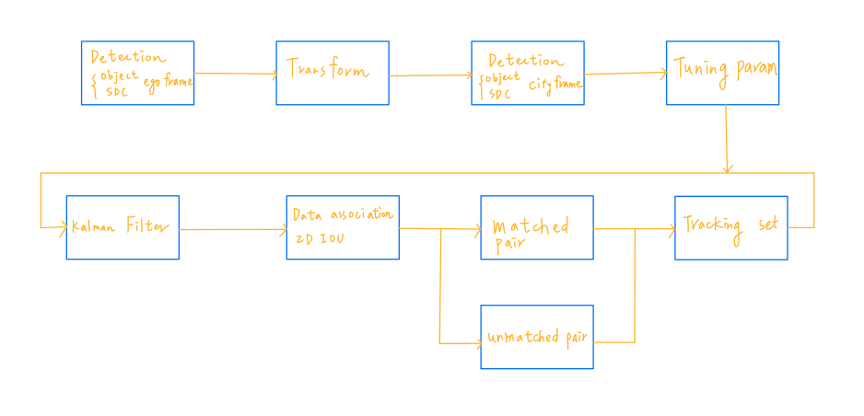 Detection
{ object ego frame
SDC
Transform
Detection
{ object city frame
SDC
Tuning param
Kalman Filter
Data association
2D IOU
Matched
pair
Tracking set
unmatched pair